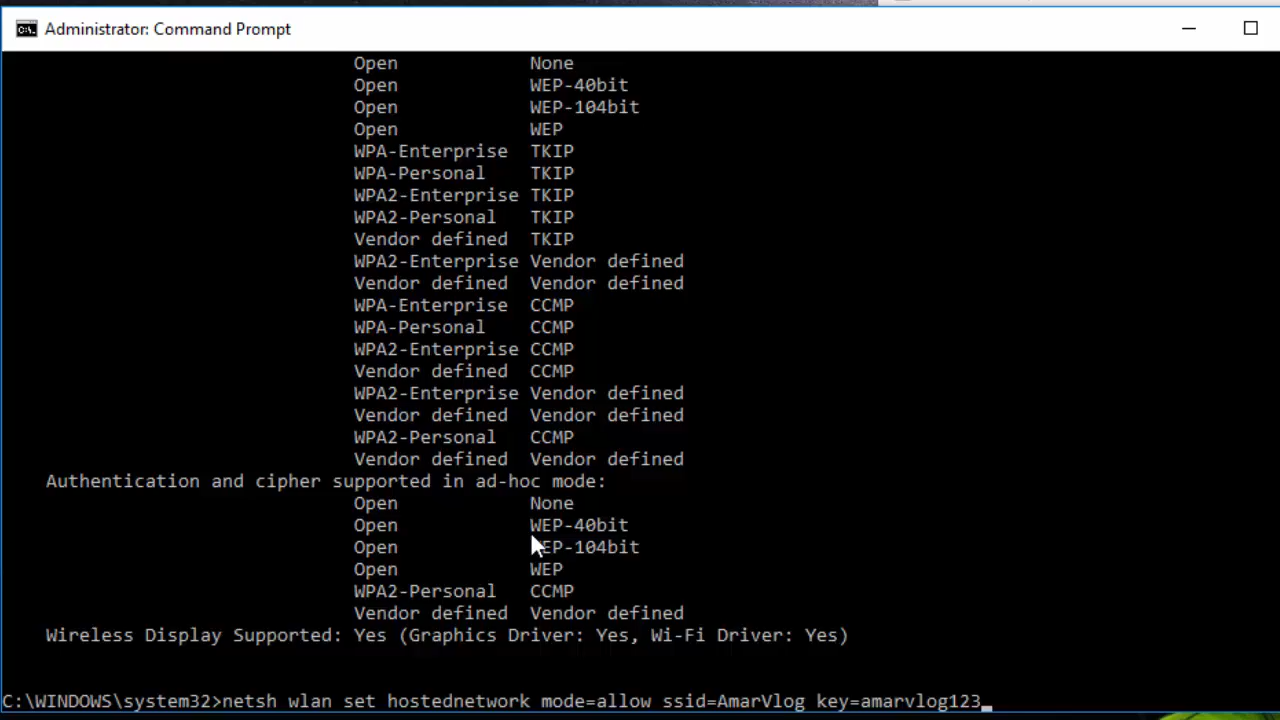 Administrator: Command Prompt
Open None
Open WEP-40bit
Open WEP-104bit
Open WEP
WPA-Enterprise TKIP
WPA-Personal TKIP
WPA2-Enterprise TKIP
WPA2-Personal TKIP
Vendor defined TKIP
WPA2-Enterprise Vendor defined
Vendor defined Vendor defined
WPA-Enterprise CCMP
WPA-Personal CCMP
WPA2-Enterprise CCMP
Vendor defined CCMP
WPA2-Enterprise Vendor defined
Vendor defined Vendor defined
WPA2-Personal CCMP
Vendor defined Vendor defined
Authentication and cipher supported in ad-hoc mode:
Open None
Open WEP-40bit
Open WEP-104bit
Open WEP
WPA2-Personal CCMP
Vendor defined Vendor defined
Wireless Display Supported: Yes (Graphics Driver: Yes, Wi-Fi Driver: Yes)
C:\WINDOWS\system32>netsh wlan set hostednetwork mode=allow ssid=AmarVlog key=amarvlog123_